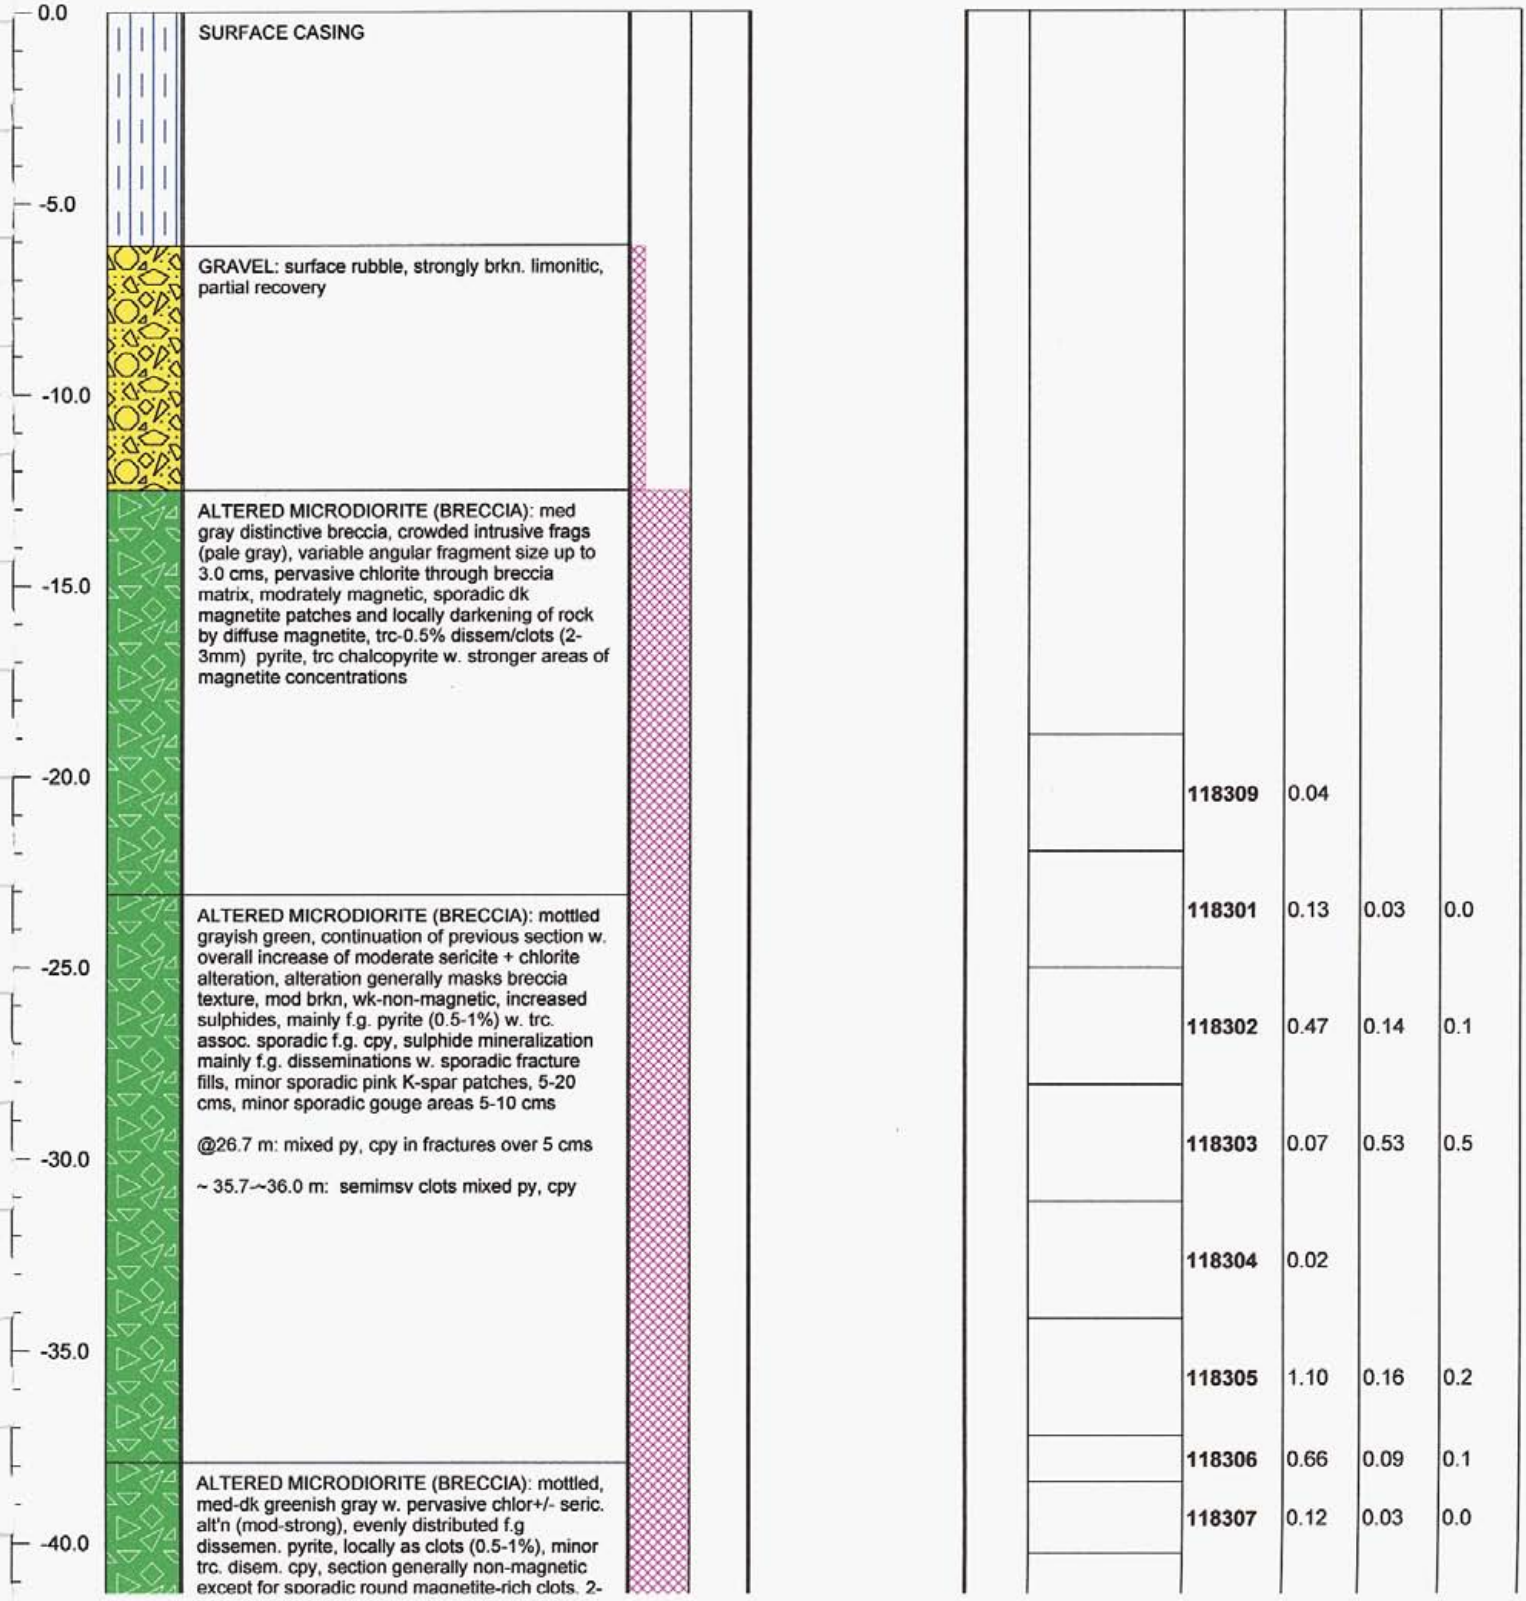 0.0
SURFACE CASING
-5.0
GRAVEL: surface rubble, strongly brkn. limonitic,
partial recovery
-10.0
ALTERED MICRODIORITE (BRECCIA): med
gray distinctive breccia, crowded intrusive frags
(pale gray), variable angular fragment size up to
3.0 cms, pervasive chlorite through breccia
matrix, modrately magnetic, sporadic dk
magnetite patches and locally darkening of rock
by diffuse magnetite, trc-0.5% dissem/clots (2-
3mm) pyrite, trc chalcopyrite w. stronger areas of
magnetite concentrations
-15.0
-20.0
118309 0.04
ALTERED MICRODIORITE (BRECCIA): mottled
grayish green, continuation of previous section w.
overall increase of moderate sericite + chlorite
alteration, alteration generally masks breccia
texture, mod brkn, wk-non-magnetic, increased
sulphides, mainly f.g. pyrite (0.5-1%) w. trc.
assoc. sporadic f.g. cpy, sulphide mineralization
mainly f.g. disseminations w. sporadic fracture
fills, minor sporadic pink K-spar patches, 5-20
cms, minor sporadic gouge areas 5-10 cms
@26.7 m: mixed py, cpy in fractures over 5 cms
~ 35.7-~36.0 m: semimsv clots mixed py, cpy
118301 0.13 0.03 0.0
-25.0
118302 0.47 0.14 0.1
118303 0.07 0.53 0.5
-30.0
118304 0.02
-35.0
118305 1.10 0.16 0.2
118306 0.66 0.09 0.1
ALTERED MICRODIORITE (BRECCIA): mottled,
med-dk greenish gray w. pervasive chlor+/- seric.
alt'n (mod-strong), evenly distributed f.g
dissemen. pyrite, locally as clots (0.5-1%), minor
trc. disem. cpy, section generally non-magnetic
except for sporadic round magnetite-rich clots. 2-
118307 0.12 0.03 0.0
-40.0